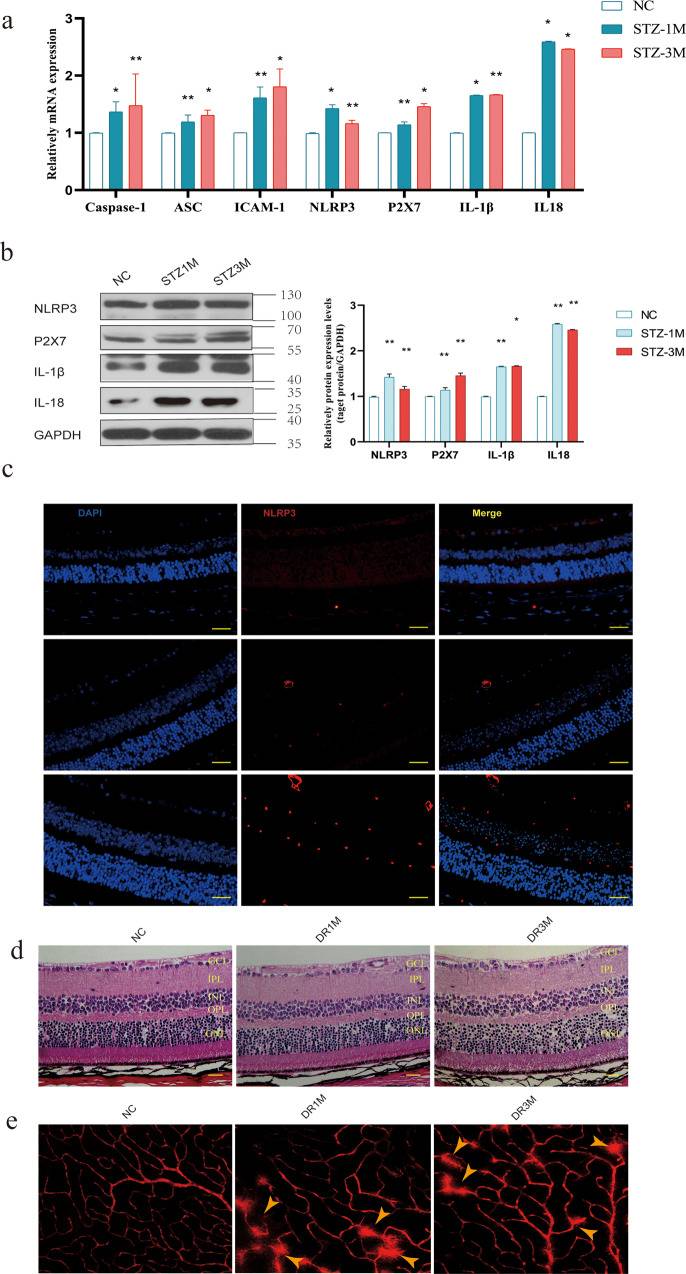 a
NC
STZ-1M
STZ-3M
Relatively mRNA expression
3
2
1
0
* ** ** * ** * * ** ** * * ** * *
Caspase-1 ASC ICAM-1 NLRP3 P2X7 IL-1β IL18
b
NC STZ1M STZ3M
NLRP3 130 100
P2X7 70 55
IL-1β 40
IL-18 35 25
GAPDH 40 35
Relatively protein expression levels
(taget protein/GAPDH)
3
2
1
0
** ** ** ** ** * ** **
NLRP3 P2X7 IL-1β IL18
NC
STZ-1M
STZ-3M
c
DAPI NLRP3 Merge
d
NC DR1M DR3M
GCL GCL
IPL IPL IPL
INL INL INL
OPL OPL OPL
ONL ONL
e
NC DR1M DR3M